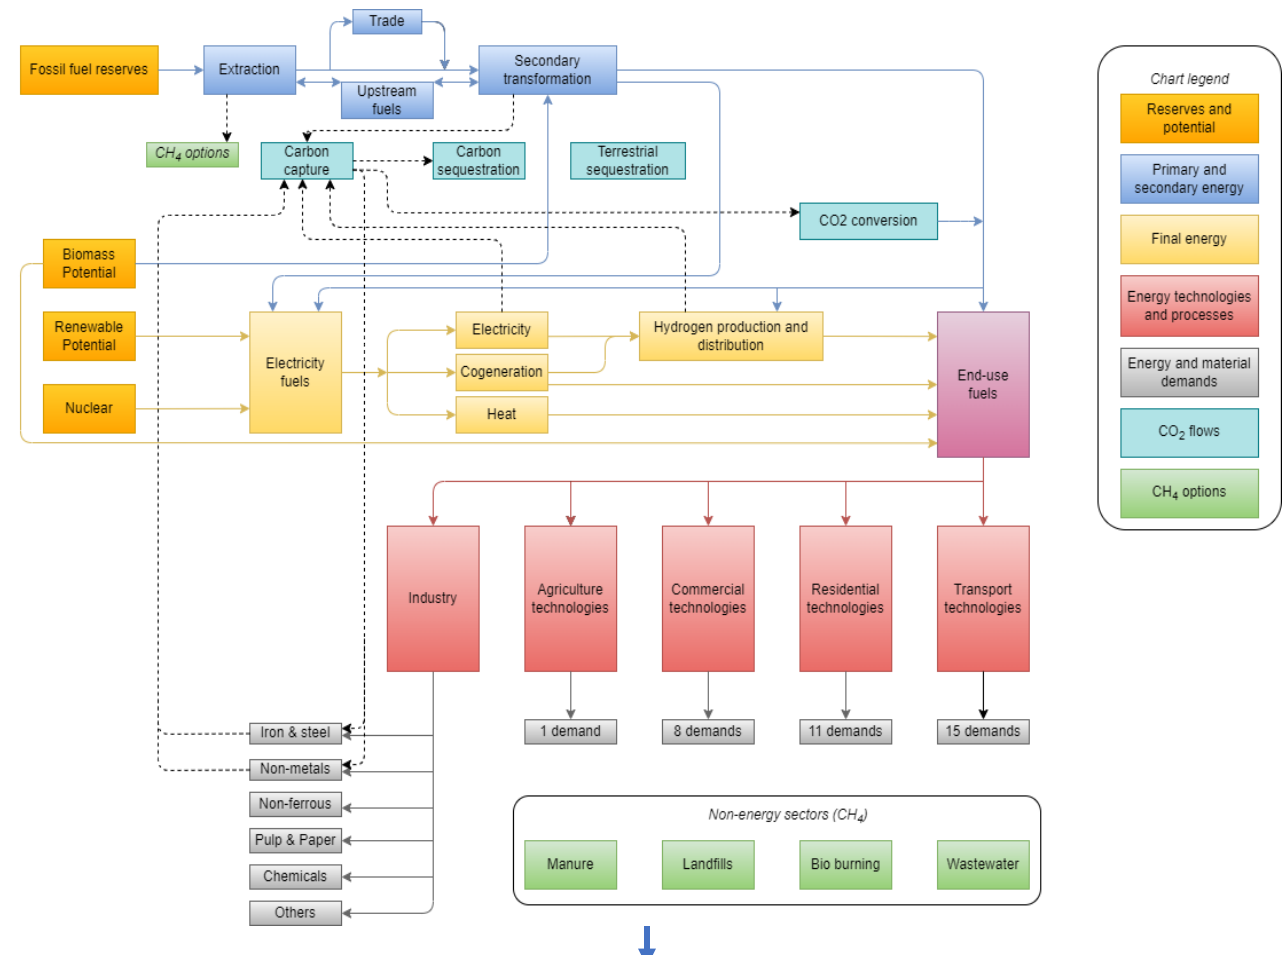 Trade
Fossil fuel reserves
Extraction
Secondary
transformation
Upstream
fuels
CH4 options
Carbon
capture
Carbon
sequestration
Terrestrial
sequestration
CO2 conversion
Biomass
Potential
Renewable
Potential
Nuclear
Electricity
fuels
Electricity
Cogeneration
Heat
Hydrogen production and
distribution
End-use
fuels
Industry
Agriculture
technologies
Commercial
technologies
Residential
technologies
Transport
technologies
1 demand
8 demands
11 demands
15 demands
Iron & steel
Non-metals
Non-ferrous
Pulp & Paper
Chemicals
Others
Non-energy sectors (CH4)
Manure
Landfills
Bio burning
Wastewater
Chart legend
Reserves and
potential
Primary and
secondary energy
Final energy
Energy technologies
and processes
Energy and material
demands
CO2 flows
CH4 options